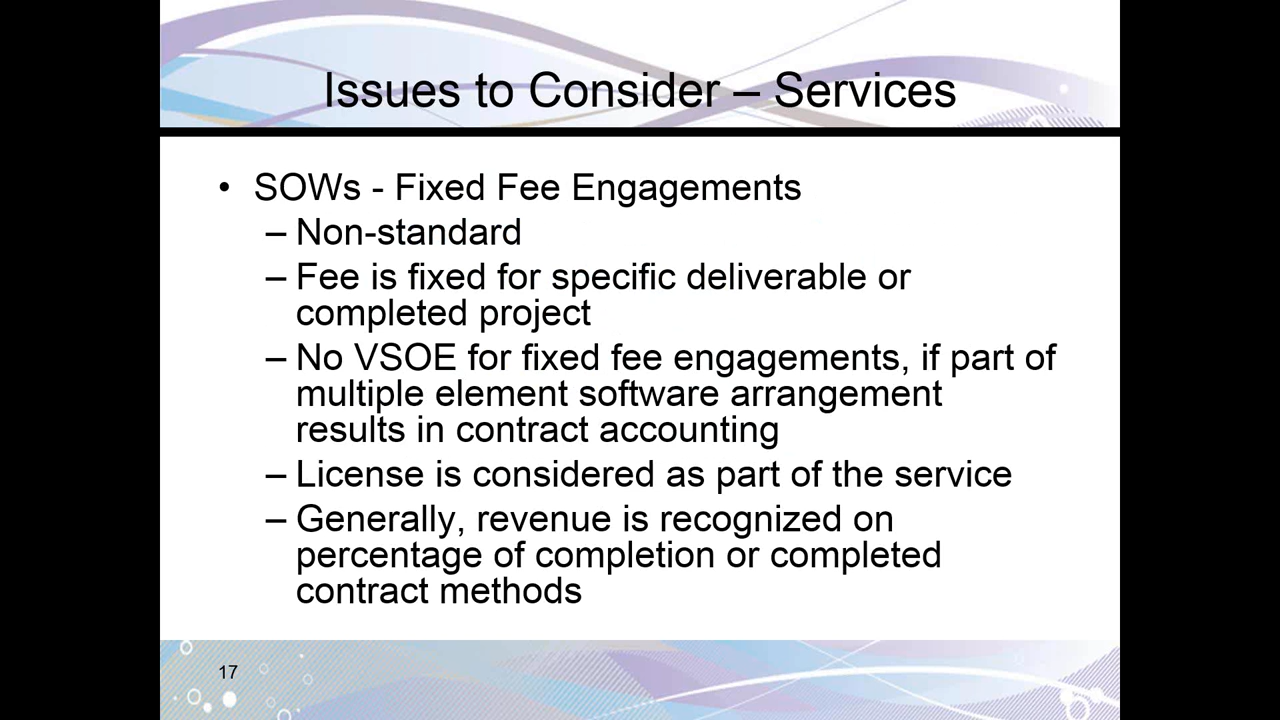 Issues to Consider – Services
• SOWs - Fixed Fee Engagements
– Non-standard
– Fee is fixed for specific deliverable or
completed project
– No VSOE for fixed fee engagements, if part of
multiple element software arrangement
results in contract accounting
– License is considered as part of the service
– Generally, revenue is recognized on
percentage of completion or completed
contract methods
17